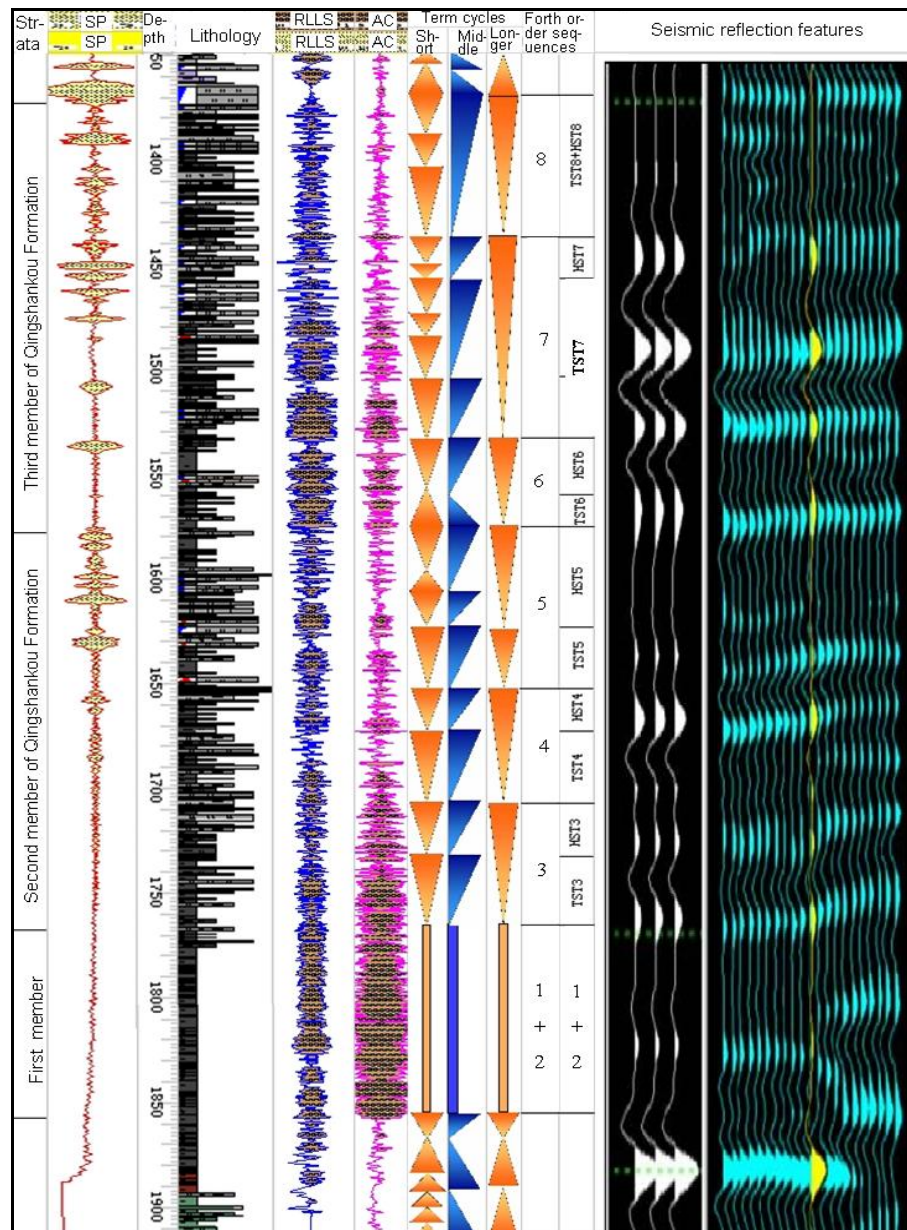 Str-
ata
SP
SP
De-
pth
Lithology
RLLS
RLLS
AC
AC
Term cycles
Sh-
ort
Mid-
dle
Lon-
ger
Forth or-
der seq-
uences
Seismic reflection features
Third member of Qingshankou Formation
Second member of Qingshankou Formation
First member
50
1400
1450
1500
1550
1600
1650
1700
1750
1800
1850
1900
8
7
6
5
4
3
1
+
2
TST8+HST8
HST7
TST7
HST6
TST6
HST5
TST5
HST4
TST4
HST3
TST3
1
+
2